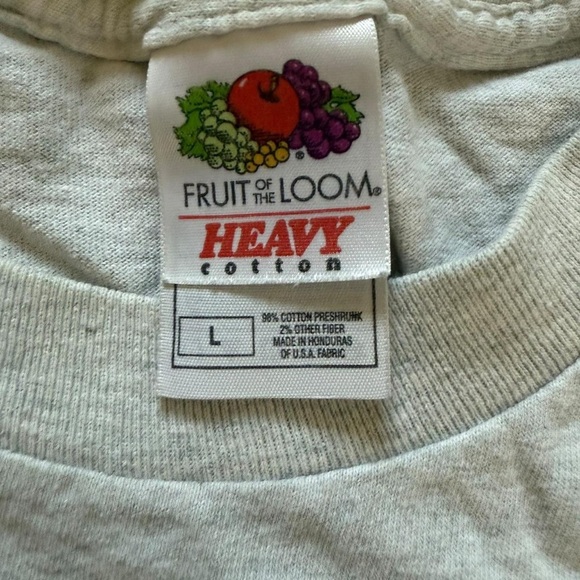 FRUIT OF THE LOOM®
HEAVY
cotton
L
98% COTTON PRESHRUNK
2% OTHER FIBER
MADE IN HONDURAS
OF U.S.A. FABRIC